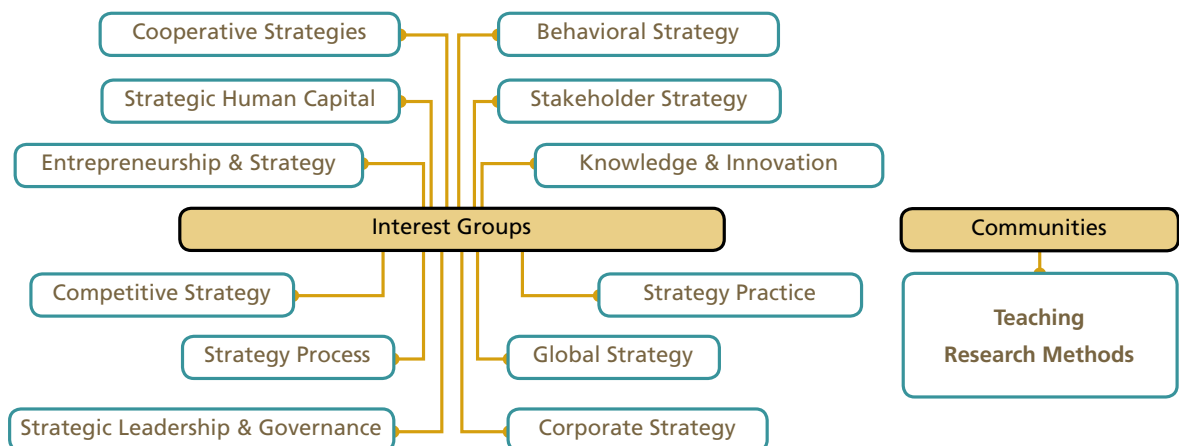 Cooperative Strategies
Behavioral Strategy
Strategic Human Capital
Stakeholder Strategy
Entrepreneurship & Strategy
Knowledge & Innovation
Interest Groups
Communities
Competitive Strategy
Strategy Practice
Teaching
Research Methods
Strategy Process
Global Strategy
Strategic Leadership & Governance
Corporate Strategy